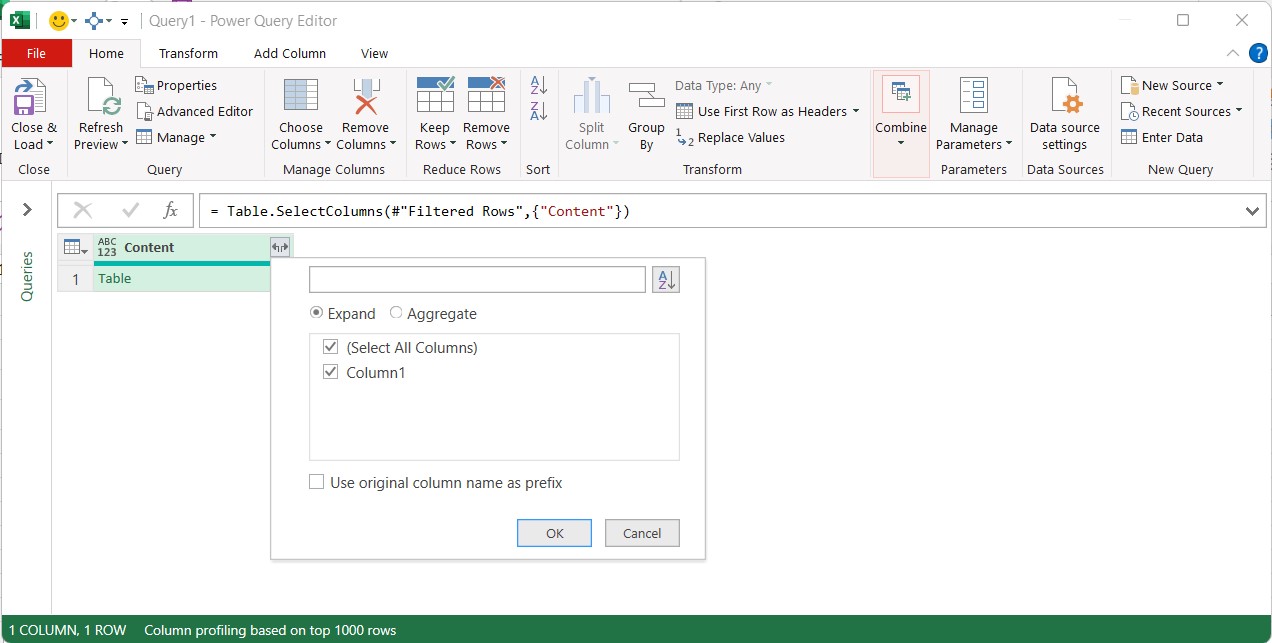 Query1 - Power Query Editor
File Home Transform Add Column View
Close & Load
Close
Refresh Preview
Properties
Advanced Editor
Manage
Query
Choose Columns
Remove Columns
Manage Columns
Keep Rows
Remove Rows
Reduce Rows
Sort
Split Column
Group By
Data Type: Any
Use First Row as Headers
Replace Values
Transform
Combine
Manage Parameters
Parameters
Data source settings
Data Sources
New Source
Recent Sources
Enter Data
New Query
= Table.SelectColumns(#"Filtered Rows",{"Content"})
Queries
ABC 123 Content
1 Table
Expand Aggregate
(Select All Columns)
Column1
Use original column name as prefix
OK Cancel
1 COLUMN, 1 ROW Column profiling based on top 1000 rows